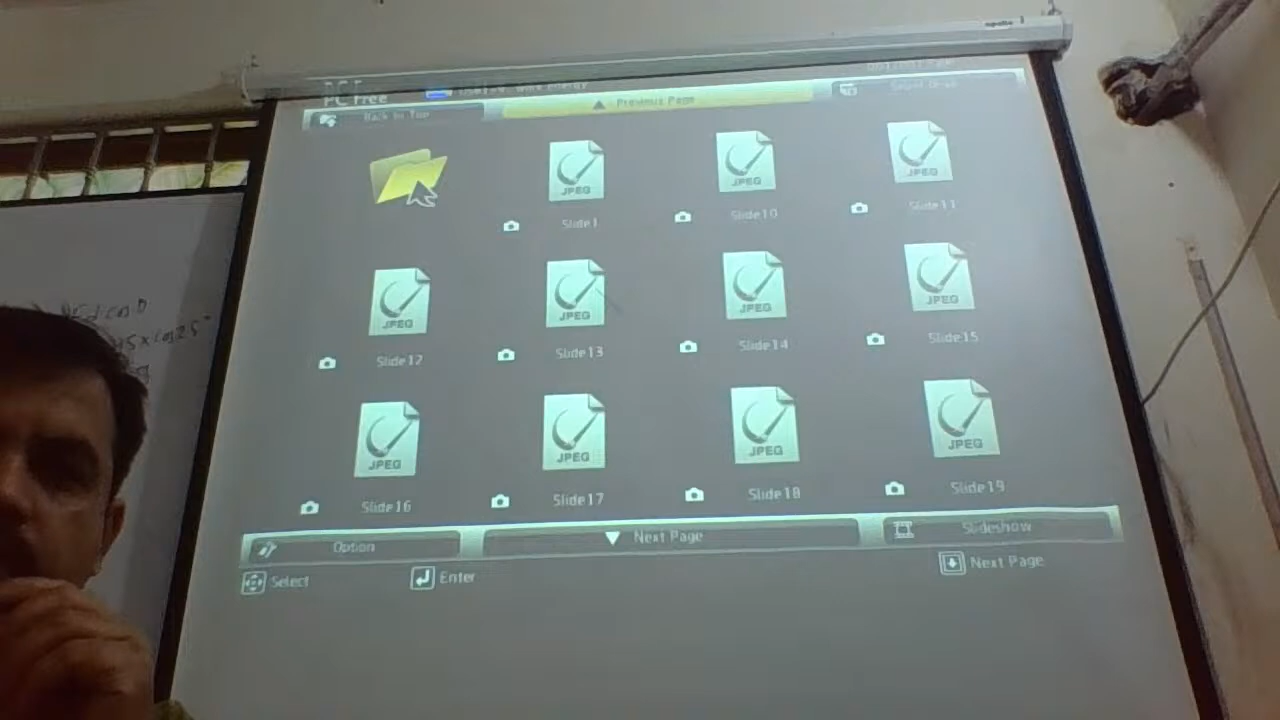 apollo
PC Free
Back to Top
Previous Page
JPEG
JPEG
JPEG
Slide1
Slide10
Slide11
JPEG
JPEG
JPEG
JPEG
Slide12
Slide13
Slide14
Slide15
JPEG
JPEG
JPEG
JPEG
Slide16
Slide17
Slide18
Slide19
Option
Next Page
Slideshow
Select
Enter
Next Page